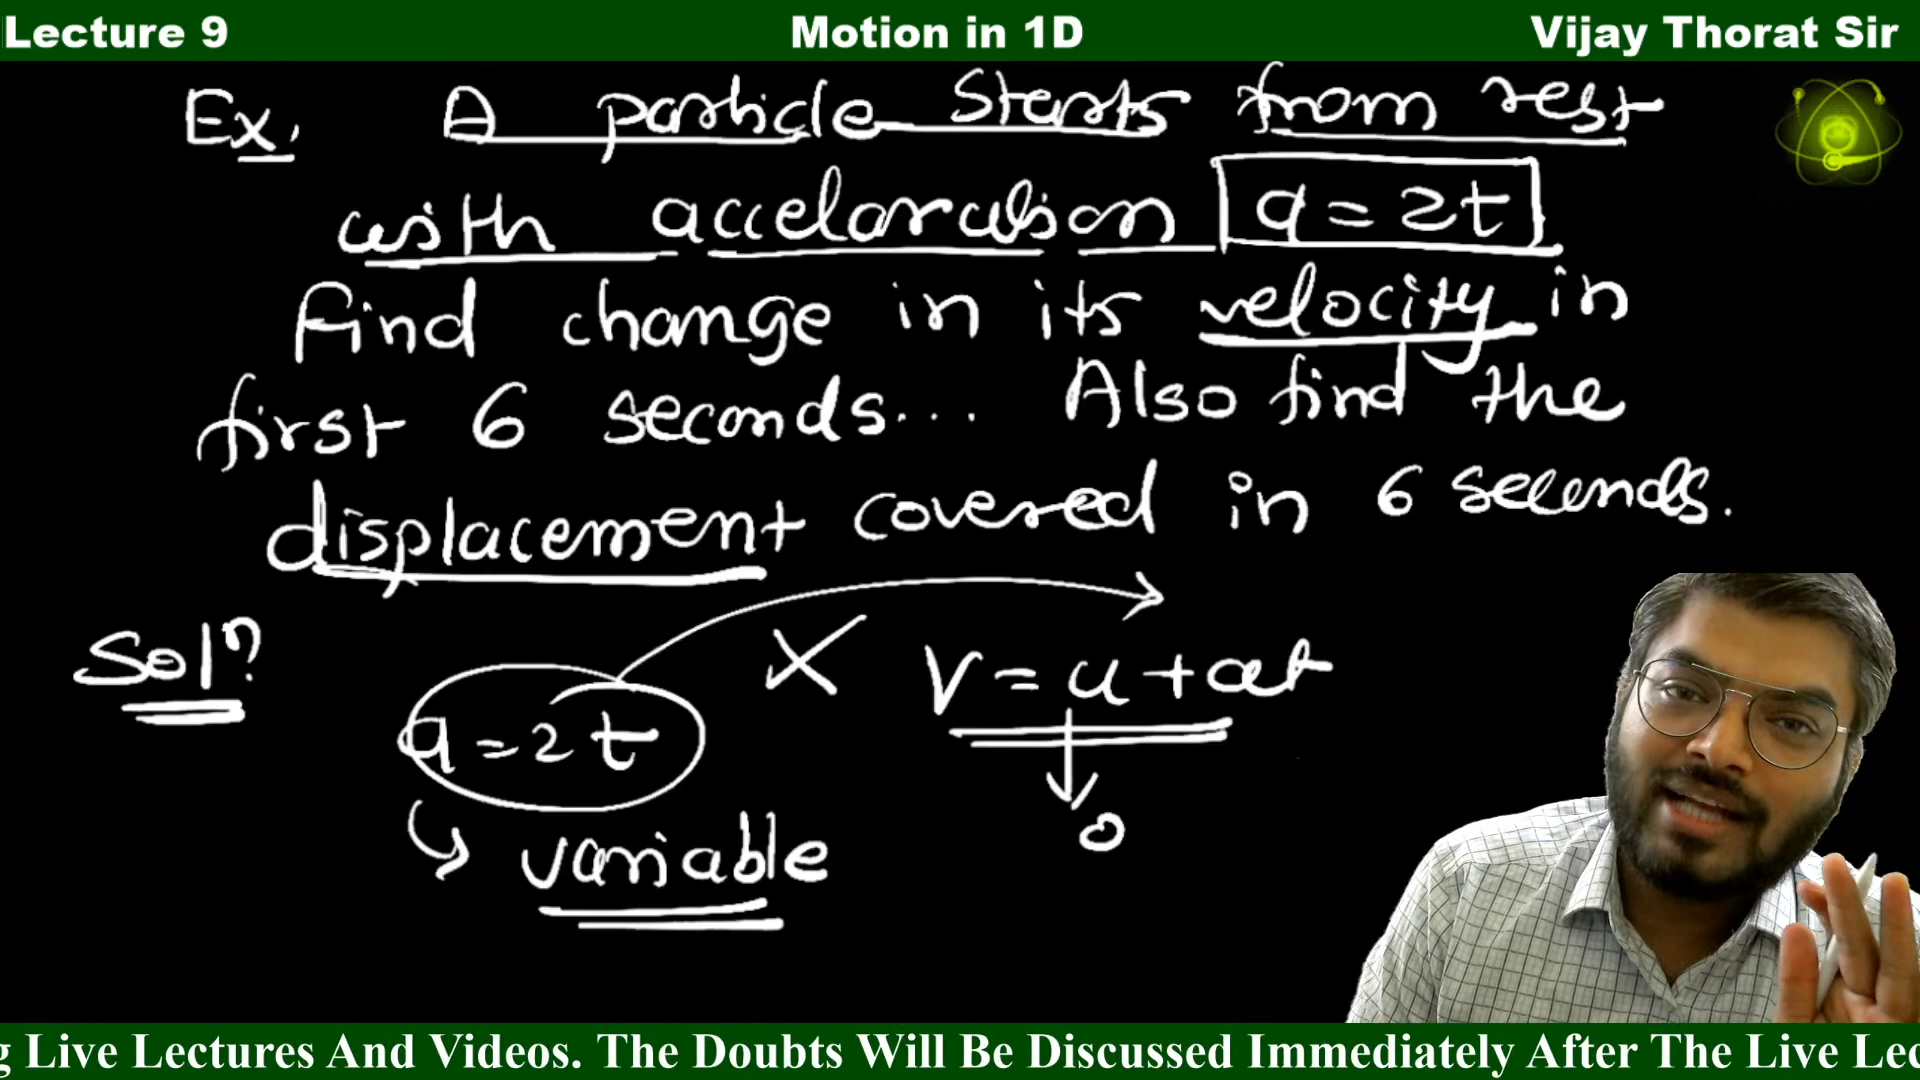 Lecture 9
Motion in 1D
Vijay Thorat Sir
Ex. A particle starts from rest
with acceleration a = 2t
Find change in its velocity in
first 6 seconds... Also find the
displacement covered in 6 seconds.
Solⁿ
a = 2t
X
V = u + at
0
variable
g Live Lectures And Videos. The Doubts Will Be Discussed Immediately After The Live Lec